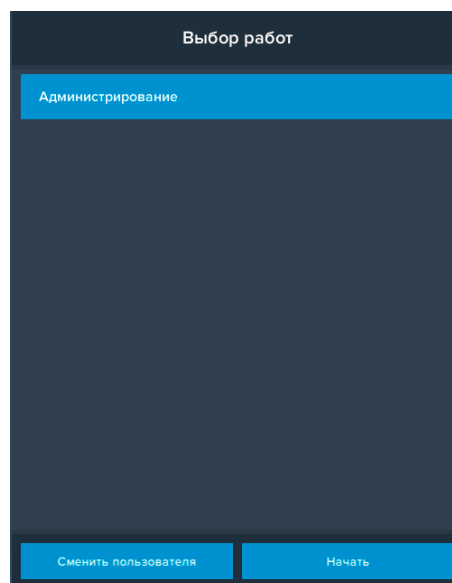 Выбор работ
Администрирование
Сменить пользователя
Начать